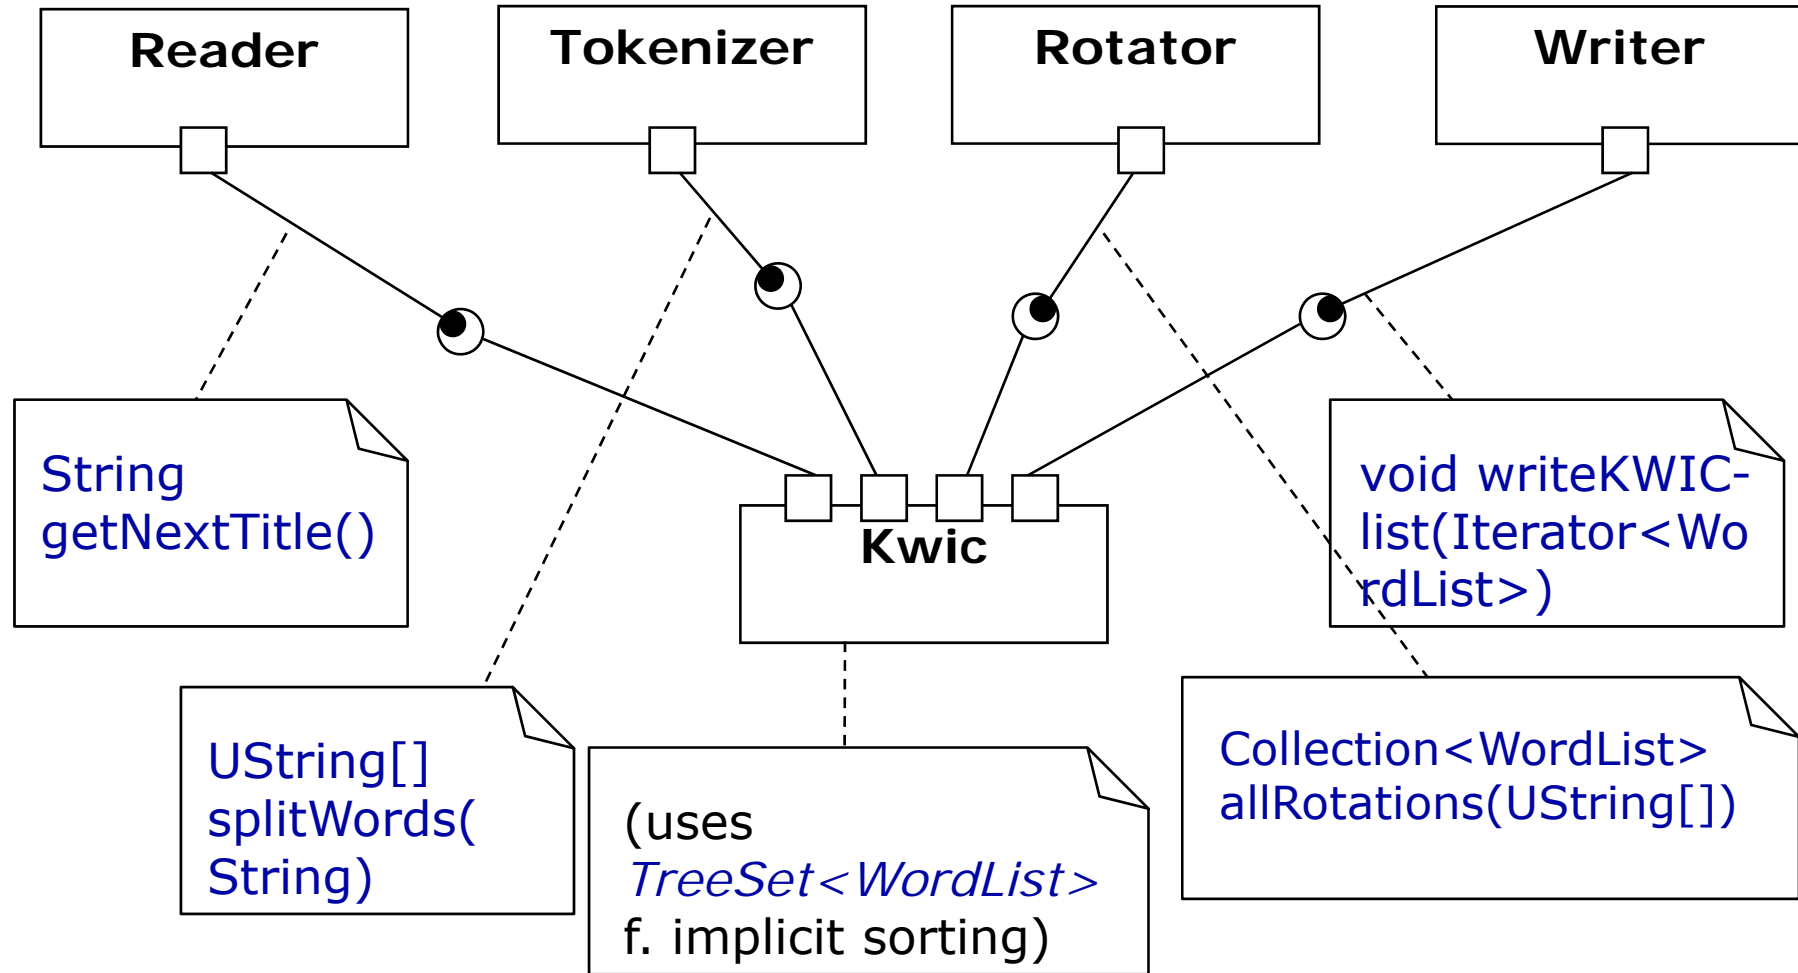 Reader
Tokenizer
Rotator
Writer
String
getNextTitle()
Kwic
void writeKWIC-
list(Iterator<Wo
rdList>)
UString[]
splitWords(
String)
(uses
TreeSet<WordList>
f. implicit sorting)
Collection<WordList>
allRotations(UString[])